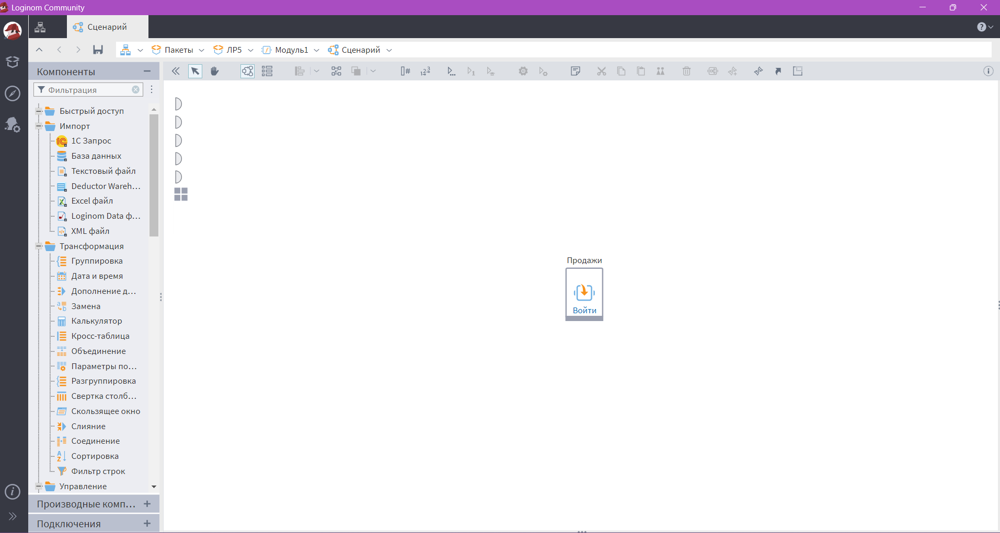 Loginom Community
Сценарий
Пакеты
ЛР5
Модуль1
Сценарий
Компоненты
Фильтрация
Быстрый доступ
Импорт
1С Запрос
База данных
Текстовый файл
Deductor Wareh...
Excel файл
Loginom Data ф...
XML файл
Трансформация
Группировка
Дата и время
Дополнение д...
Замена
Калькулятор
Кросс-таблица
Объединение
Параметры по...
Разгруппировка
Свертка столб...
Скользящее окно
Слияние
Соединение
Сортировка
Фильтр строк
Управление
Производные комп...
Подключения
Продажи
Войти